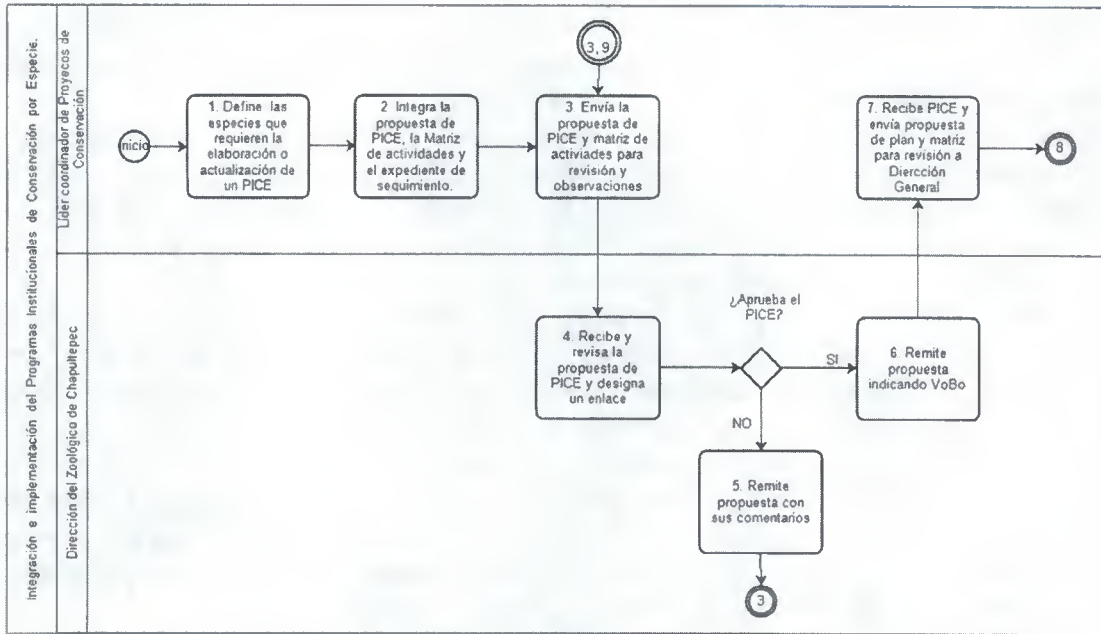 Integración e implementación del Programas Institucionales de Conservación por Especie.
Líder coordinador de Proyecos de
Conservación
nicio
1. Define las
especies que
requieren la
elaboración o
actualización de
un PICE
2 Integra la
propuesta de
PICE, la Matriz
de actividades y
el expediente de
seguimiento.
3,9
3. Envía la
propuesta de
PICE y matriz de
activiades para
revisión y
observaciones
7. Recibe PICE y
envía propuesta
de plan y matriz
para revisión a
Diercción
General
8
Dirección del Zoológico de Chapultepec
4. Recibe y
revisa la
propuesta de
PICE y designa
un enlace
¿Aprueba el
PICE?
SI
NO
6. Remite
propuesta
indicando VoBo
5. Remite
propuesta con
sus comentarios
3